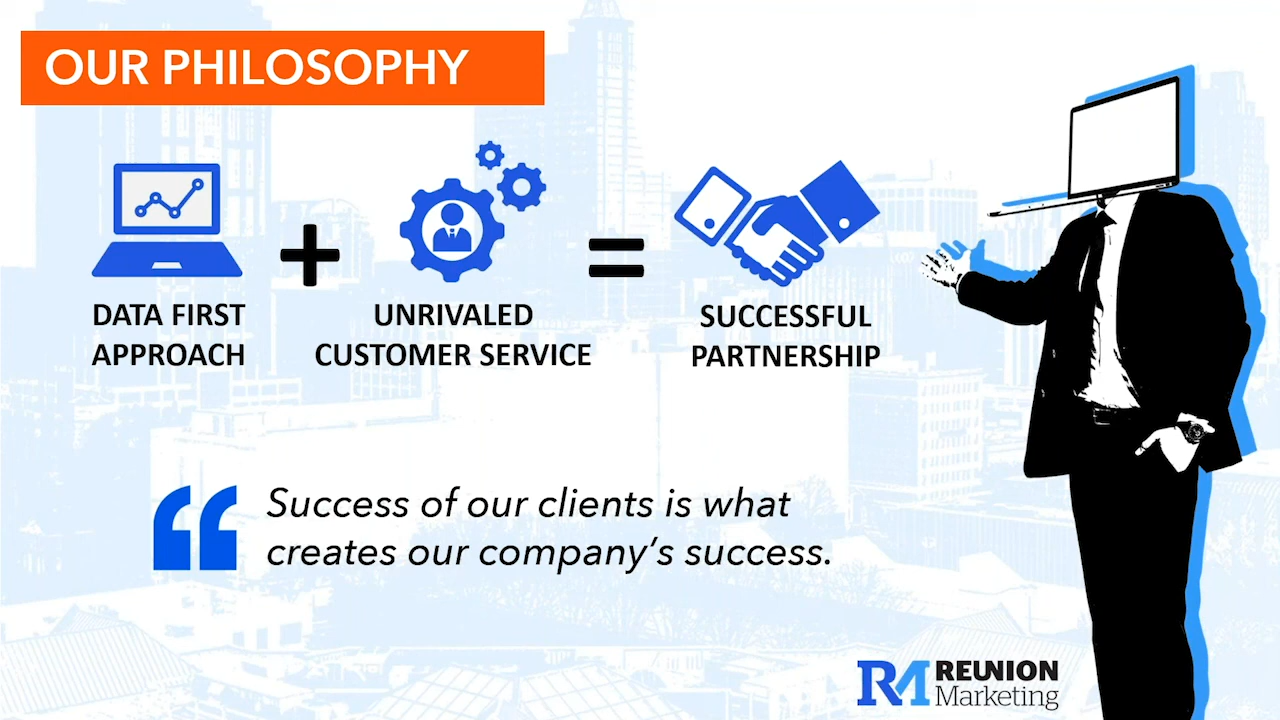 OUR PHILOSOPHY
+
=
DATA FIRST
APPROACH
UNRIVALED
CUSTOMER SERVICE
SUCCESSFUL
PARTNERSHIP
“
Success of our clients is what
creates our company’s success.
RM REUNION
Marketing